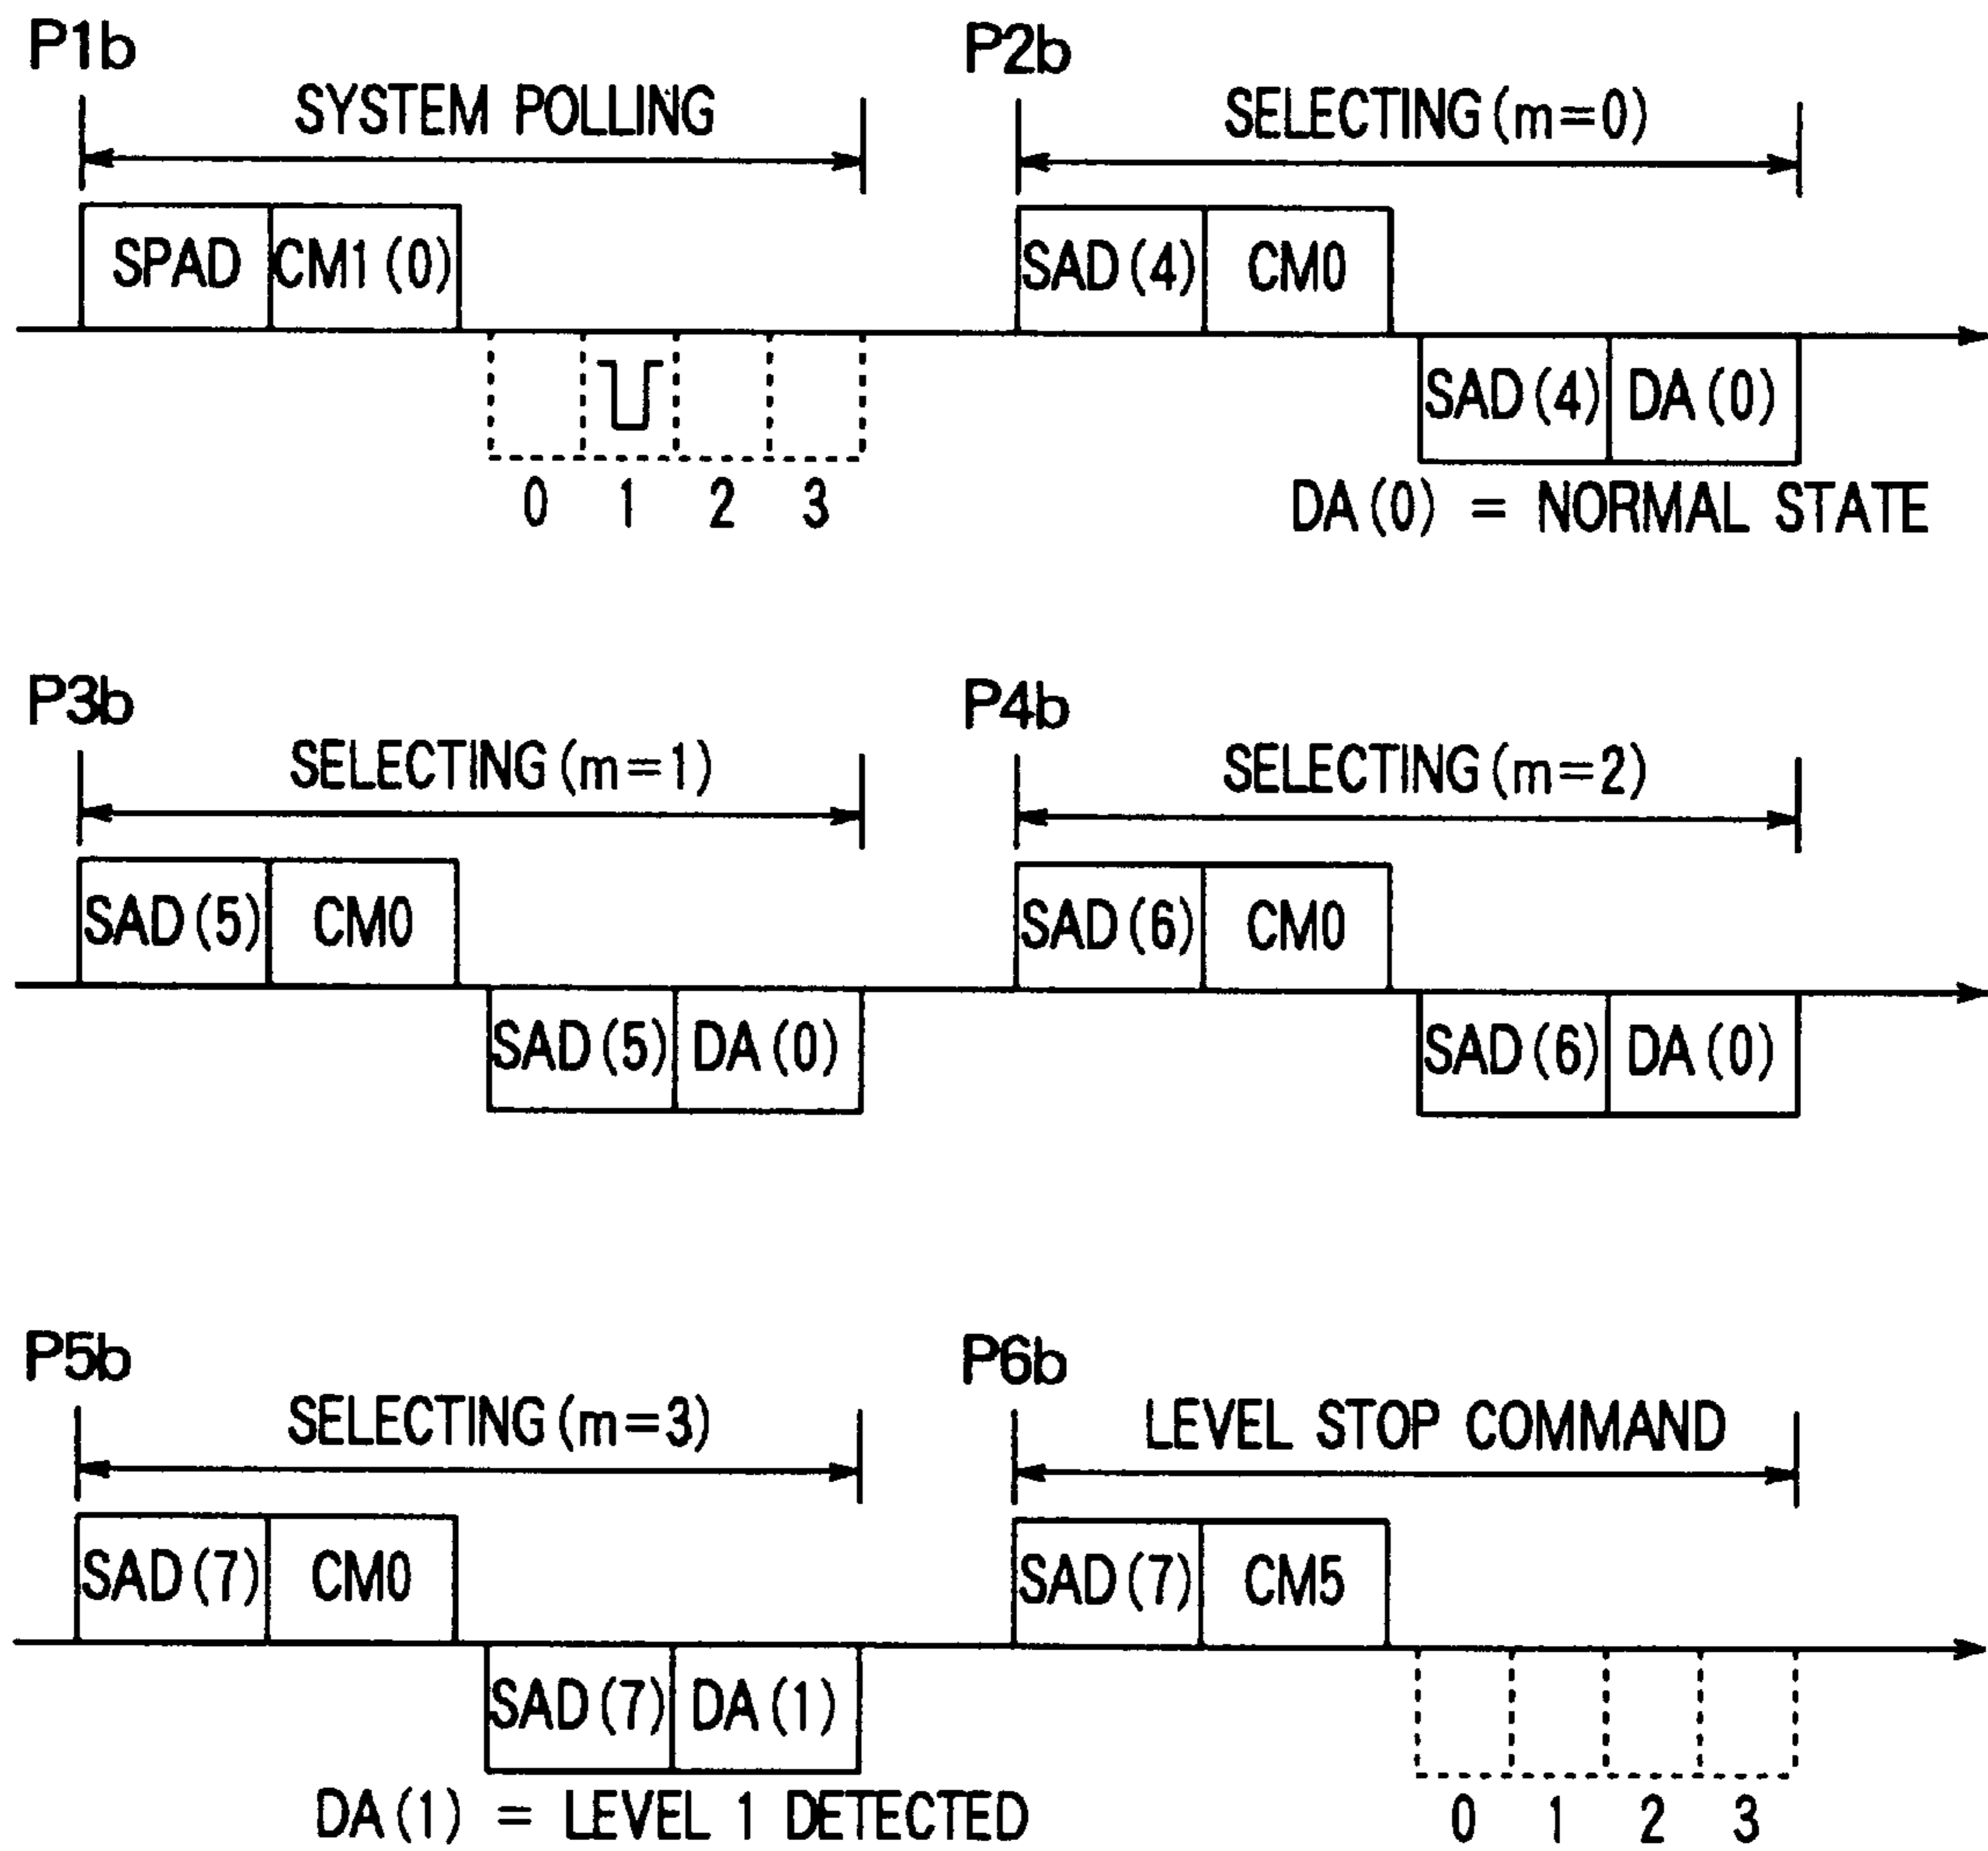 P1b
P2b
SYSTEM POLLING
SELECTING(m=0)
SPAD CM1(0)
SAD(4) CM0
SAD(4) DA(0)
0 1 2 3
DA(0) = NORMAL STATE
P3b
P4b
SELECTING(m=1)
SELECTING(m=2)
SAD(5) CM0
SAD(6) CM0
SAD(5) DA(0)
SAD(6) DA(0)
P5b
P6b
SELECTING(m=3)
LEVEL STOP COMMAND
SAD(7) CM0
SAD(7) CM5
SAD(7) DA(1)
DA(1) = LEVEL 1 DETECTED
0 1 2 3